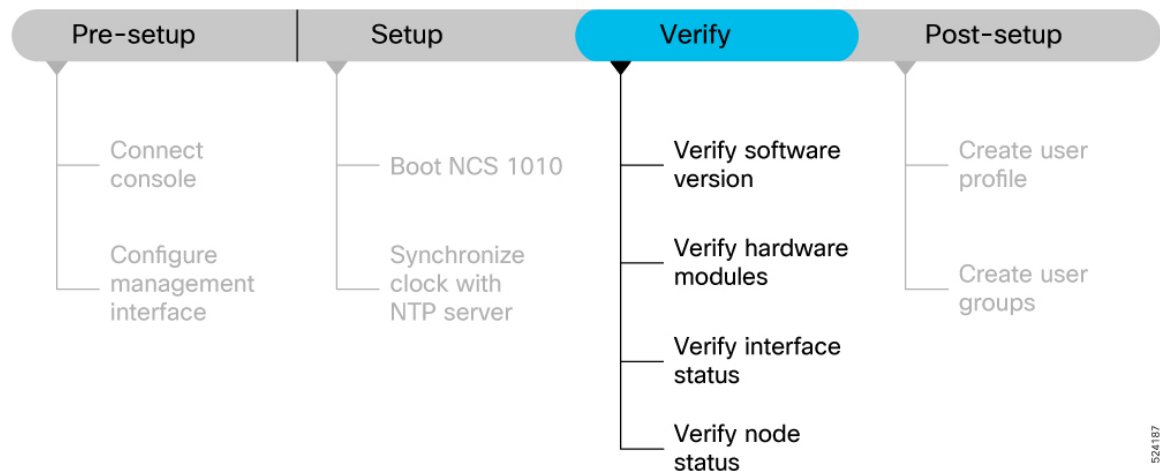 Pre-setup
Setup
Verify
Post-setup
Connect
console
Configure
management
interface
Boot NCS 1010
Synchronize
clock with
NTP server
Verify software
version
Verify hardware
modules
Verify interface
status
Verify node
status
Create user
profile
Create user
groups
524187